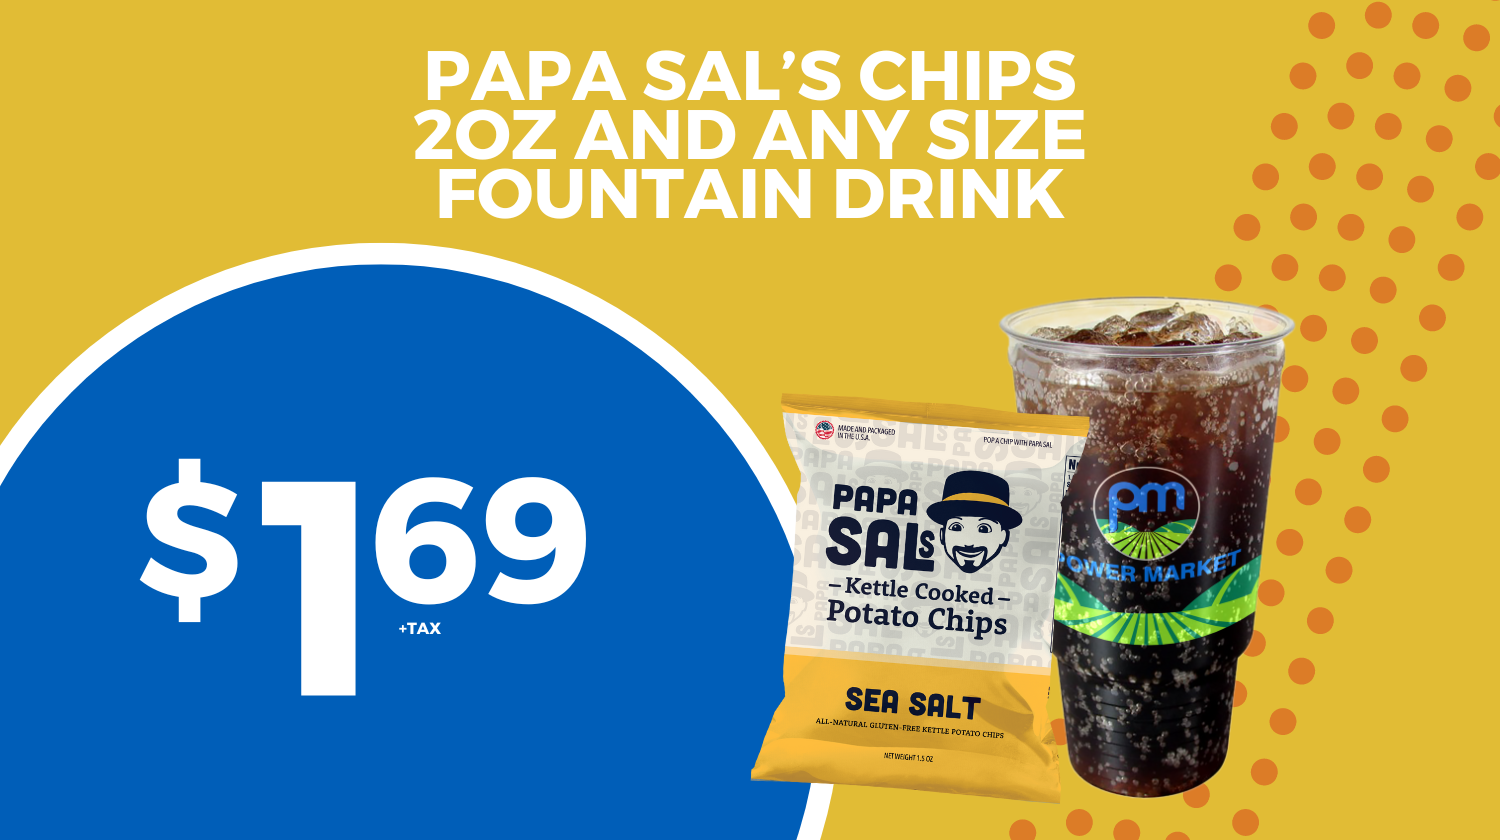 PAPA SAL’S CHIPS
2OZ AND ANY SIZE
FOUNTAIN DRINK
$169
+TAX
MADE AND PACKAGED
IN THE U.S.A.
POP A CHIP WITH PAPA SAL
PAPA
SALs
–Kettle Cooked–
Potato Chips
SEA SALT
ALL-NATURAL GLUTEN-FREE KETTLE POTATO CHIPS
NET WEIGHT 1.5 OZ
pm
POWER MARKET